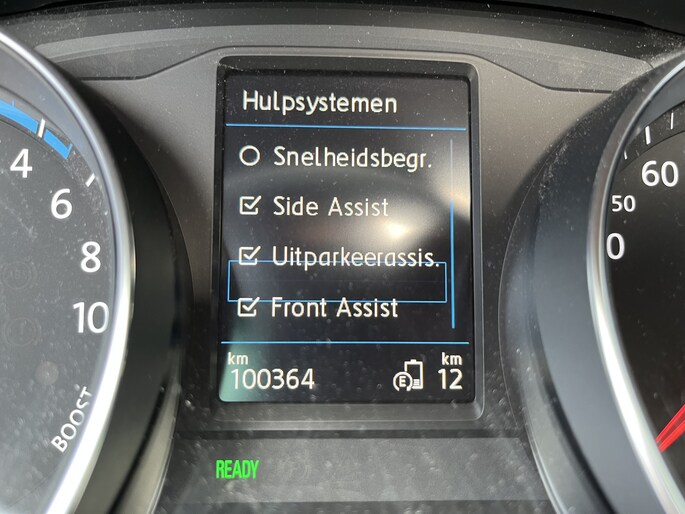 Hulpsystemen
Snelheidsbegr.
Side Assist
Uitparkeerassis.
Front Assist
km
100364
E
km
12
4
6
8
10
BOOST
60
50
0
READY